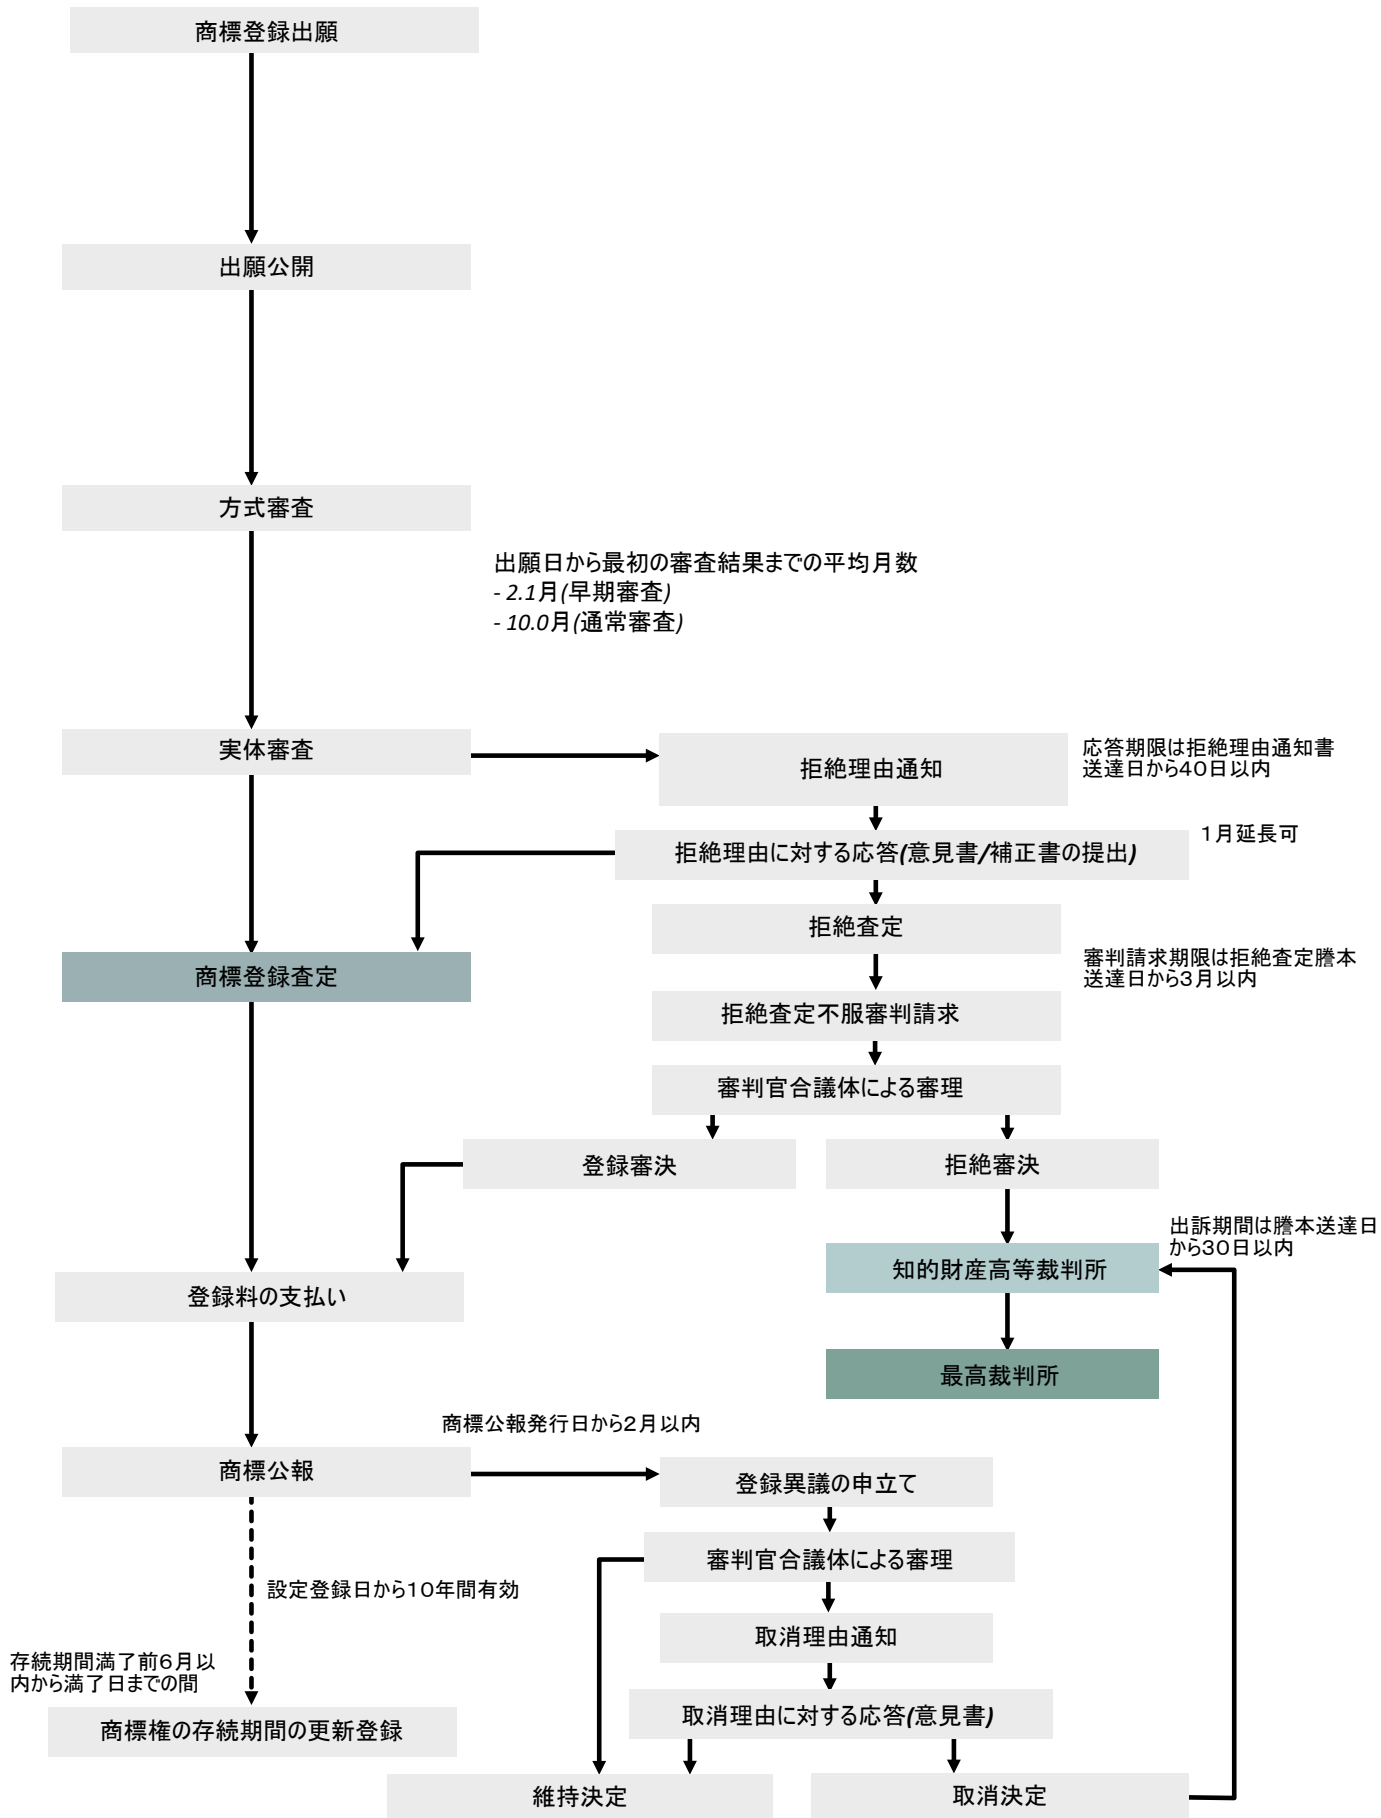 商標登録出願
出願公開
方式審査
出願日から最初の審査結果までの平均月数
- 2.1月(早期審査)
- 10.0月(通常審査)
実体審査
拒絶理由通知
応答期限は拒絶理由通知書
送達日から40日以内
1月延長可
拒絶理由に対する応答(意見書/補正書の提出)
拒絶査定
商標登録査定
審判請求期限は拒絶査定謄本
送達日から3月以内
拒絶査定不服審判請求
審判官合議体による審理
登録審決
拒絶審決
出訴期間は謄本送達日
から30日以内
知的財産高等裁判所
登録料の支払い
最高裁判所
商標公報発行日から2月以内
商標公報
登録異議の申立て
審判官合議体による審理
設定登録日から10年間有効
取消理由通知
存続期間満了前6月以
内から満了日までの間
取消理由に対する応答(意見書)
商標権の存続期間の更新登録
維持決定
取消決定